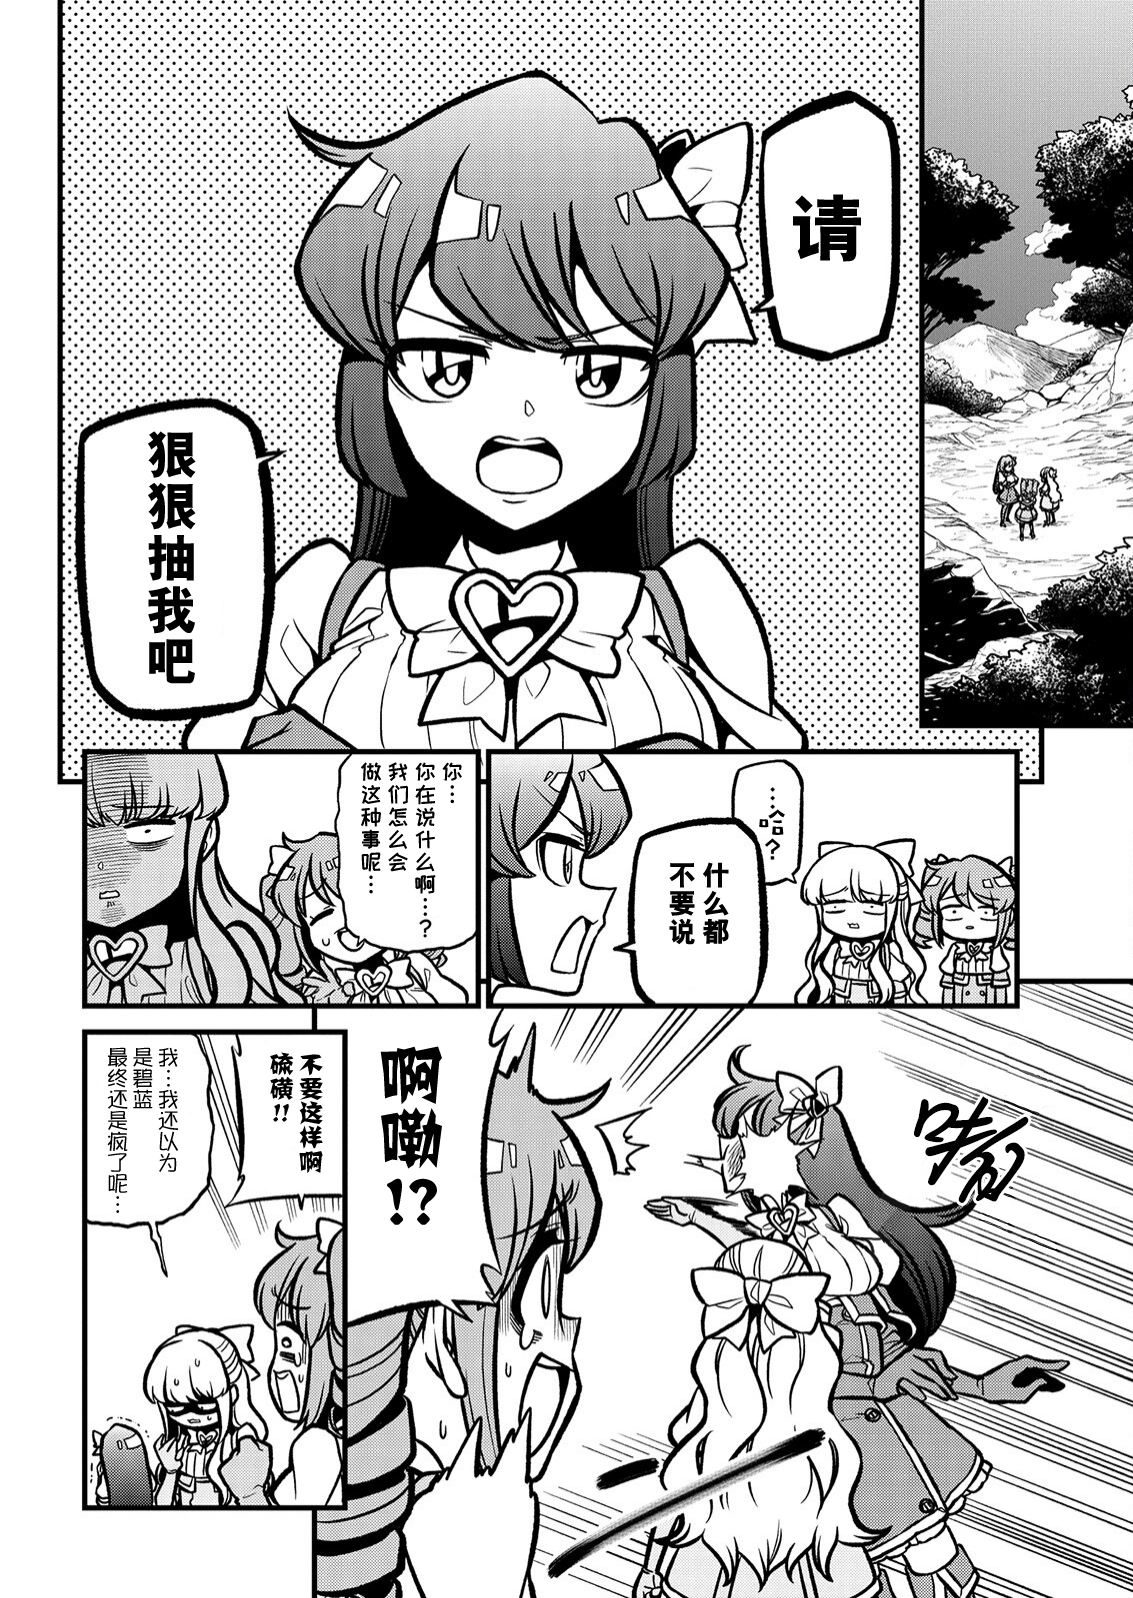 请
狠狠抽我吧
…哈？
什么都
不要说
你…
你在说什么啊…？
我们怎么会
做这种事呢…
啪
啊嘞!?
不要这样啊
硫磺!!
我…我还以为
是碧蓝
最终还是疯了呢…